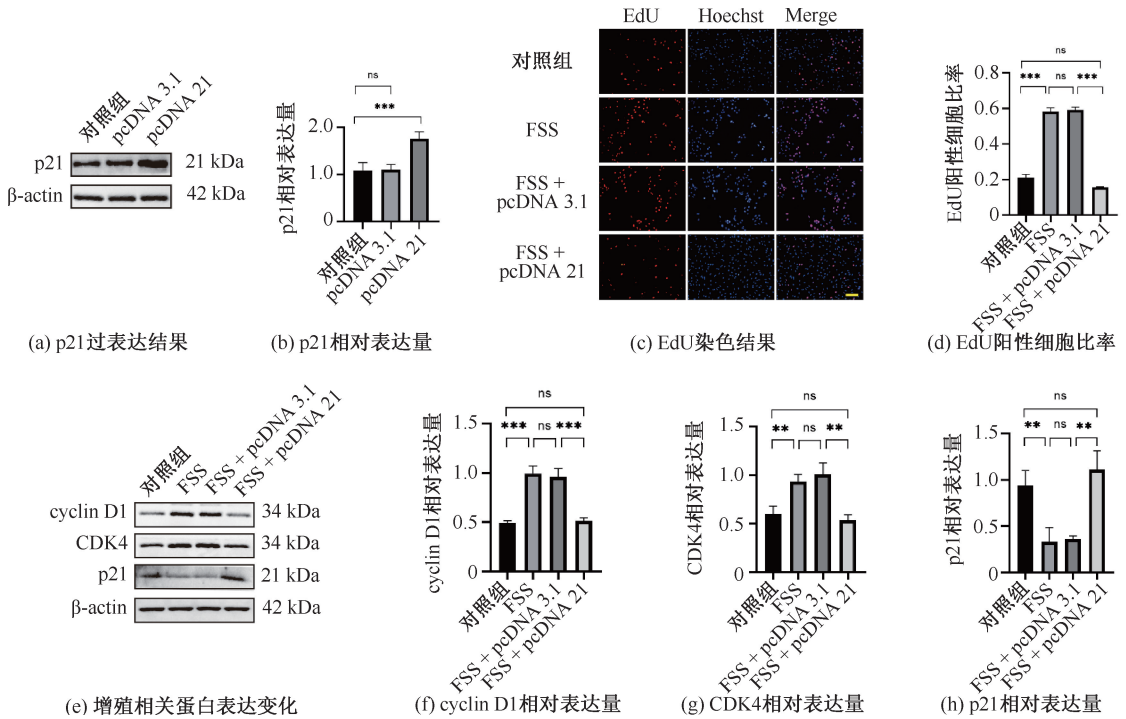 对照组
pcDNA 3.1
pcDNA 21
p21
21 kDa
β-actin
42 kDa
(a) p21过表达结果
p21相对表达量
ns
***
2.0
1.0
0
对照组
pcDNA 3.1
pcDNA 21
(b) p21相对表达量
EdU Hoechst Merge
对照组
FSS
FSS +
pcDNA 3.1
FSS +
pcDNA 21
(c) EdU染色结果
EdU阳性细胞比率
ns
*** ns ***
0.8
0.6
0.4
0.2
0
对照组
FSS
FSS + pcDNA 3.1
FSS + pcDNA 21
(d) EdU阳性细胞比率
对照组
FSS
FSS + pcDNA 3.1
FSS + pcDNA 21
cyclin D1 34 kDa
CDK4 34 kDa
p21 21 kDa
β-actin 42 kDa
(e) 增殖相关蛋白表达变化
cyclin D1相对表达量
ns
*** ns ***
1.5
1.0
0.5
0
对照组
FSS
FSS + pcDNA 3.1
FSS + pcDNA 21
(f) cyclin D1相对表达量
CDK4相对表达量
ns
** ns **
1.5
1.0
0.5
0
对照组
FSS
FSS + pcDNA 3.1
FSS + pcDNA 21
(g) CDK4相对表达量
p21相对表达量
ns
** ns **
1.5
1.0
0.5
0
对照组
FSS
FSS + pcDNA 3.1
FSS + pcDNA 21
(h) p21相对表达量